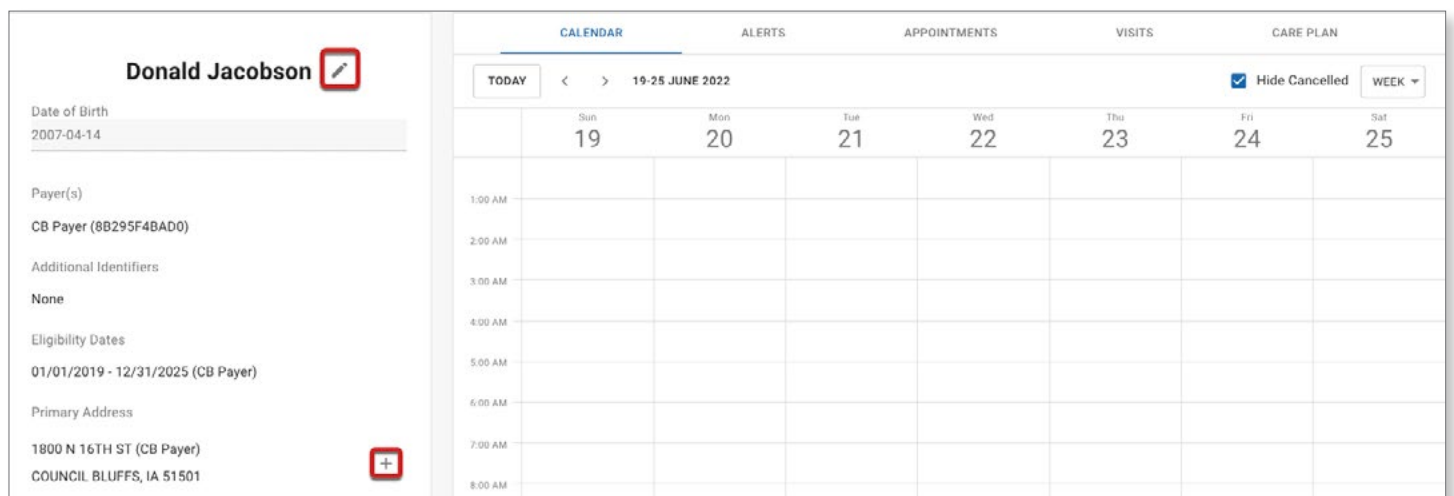 Donald Jacobson
Date of Birth
2007-04-14
Payer(s)
CB Payer (8B295F4BAD0)
Additional Identifiers
None
Eligibility Dates
01/01/2019 - 12/31/2025 (CB Payer)
Primary Address
1800 N 16TH ST (CB Payer)
COUNCIL BLUFFS, IA 51501
+
CALENDAR ALERTS APPOINTMENTS VISITS CARE PLAN
TODAY < > 19-25 JUNE 2022 Hide Cancelled WEEK
Sun Mon Tue Wed Thu Fri Sat
19 20 21 22 23 24 25
1:00 AM
2:00 AM
3:00 AM
4:00 AM
5:00 AM
6:00 AM
7:00 AM
8:00 AM